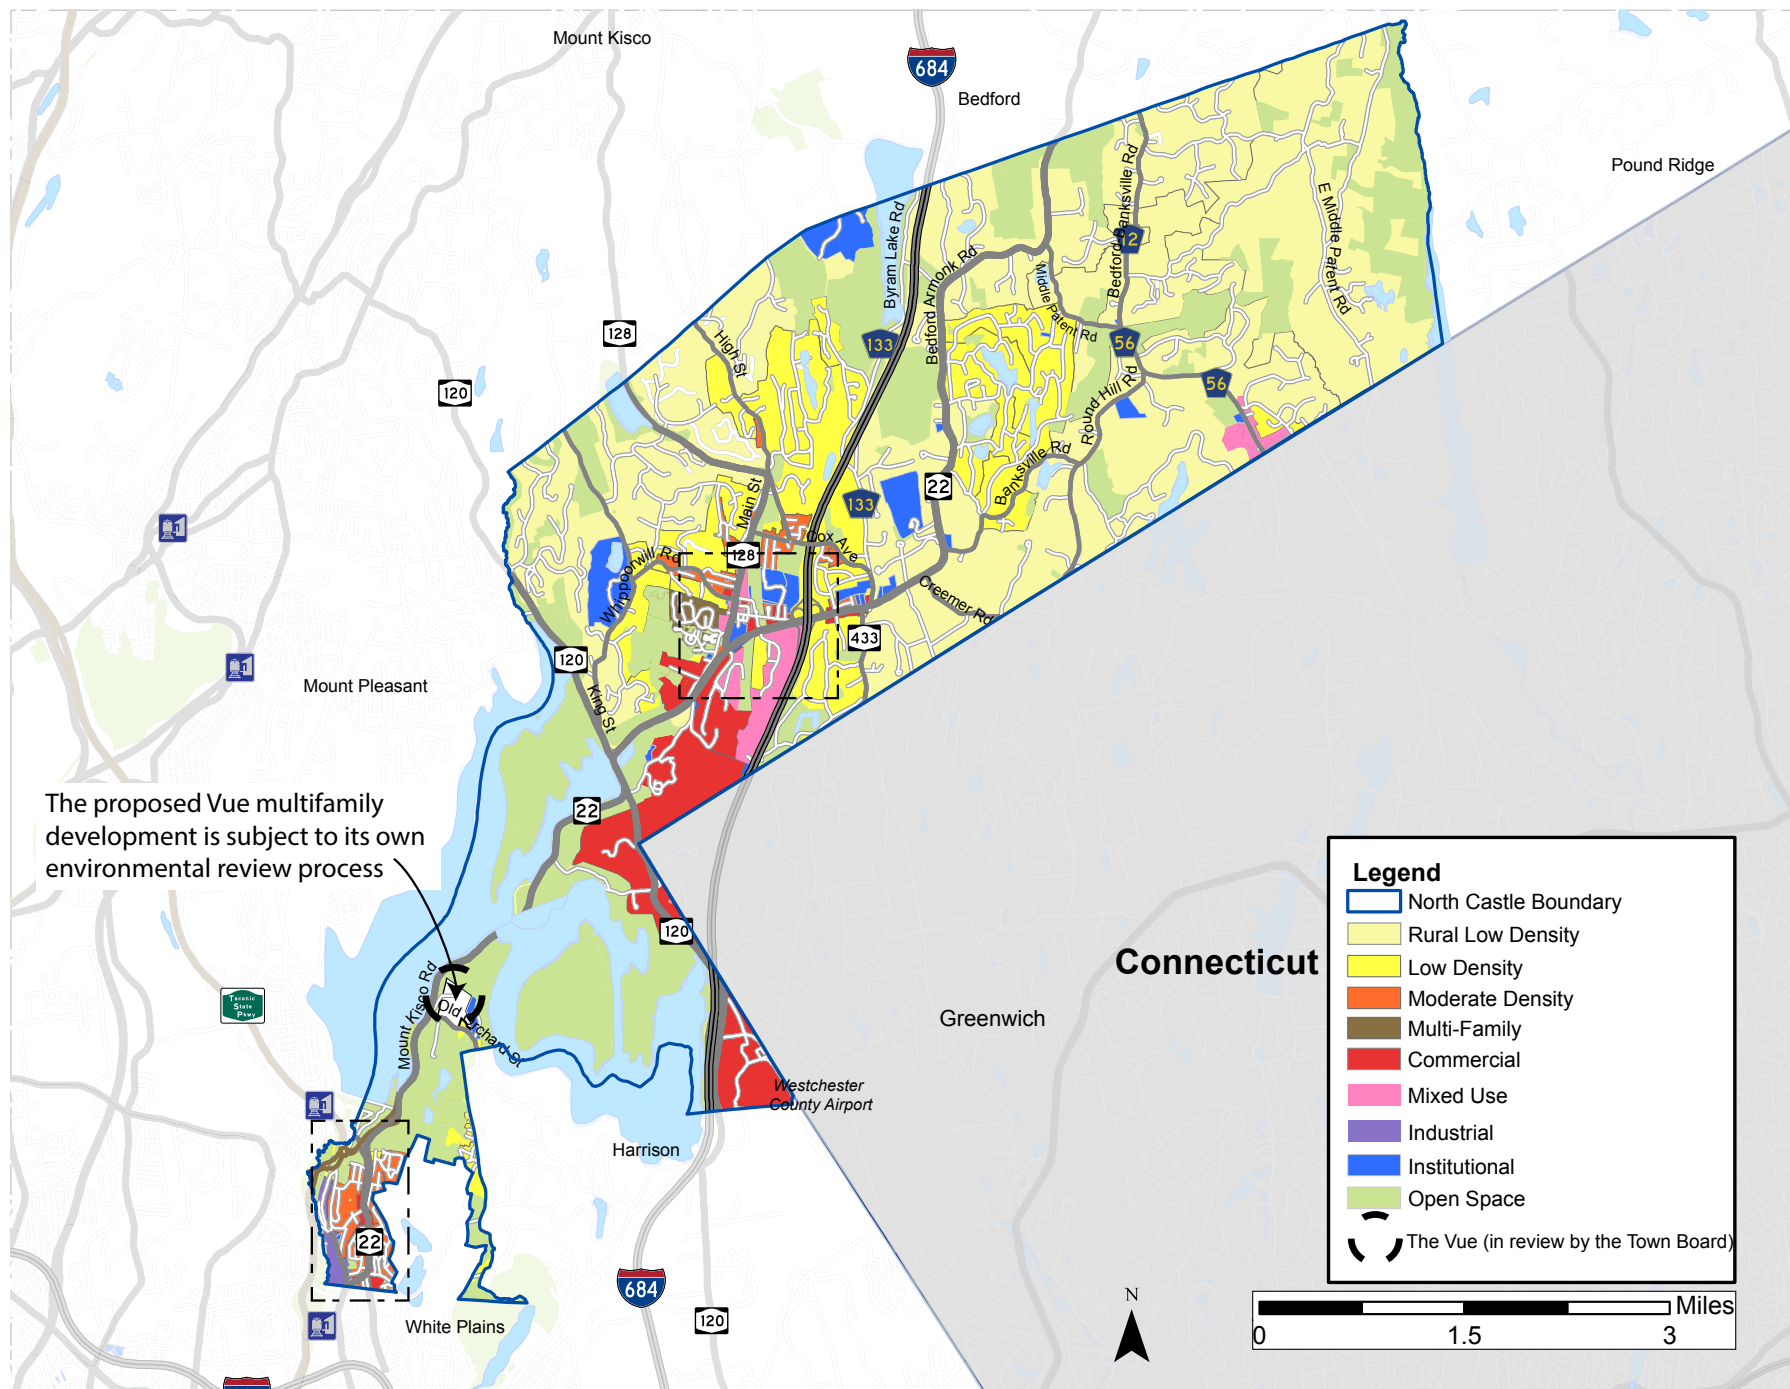 Mount Kisco
684
Bedford
Pound Ridge
Bedford Banksville Rd
E Middle Patent Rd
Byram Lake Rd
12
Bedford Armonk Rd
Middle Patent Rd
128
High St
133
56
120
56
Round Hill Rd
Banksville Rd
Main St
22
133
Cox Ave
128
Whippoorwill Rd
Creemer Rd
433
120
Mount Pleasant
King St
The proposed Vue multifamily
development is subject to its own
environmental review process
22
120
Connecticut
Mount Kisco Rd
Old Orchard St
Taconic
State
Pkwy
Greenwich
Westchester
County Airport
Harrison
22
684
120
White Plains
Legend
North Castle Boundary
Rural Low Density
Low Density
Moderate Density
Multi-Family
Commercial
Mixed Use
Industrial
Institutional
Open Space
The Vue (in review by the Town Board)
N
Miles
0 1.5 3